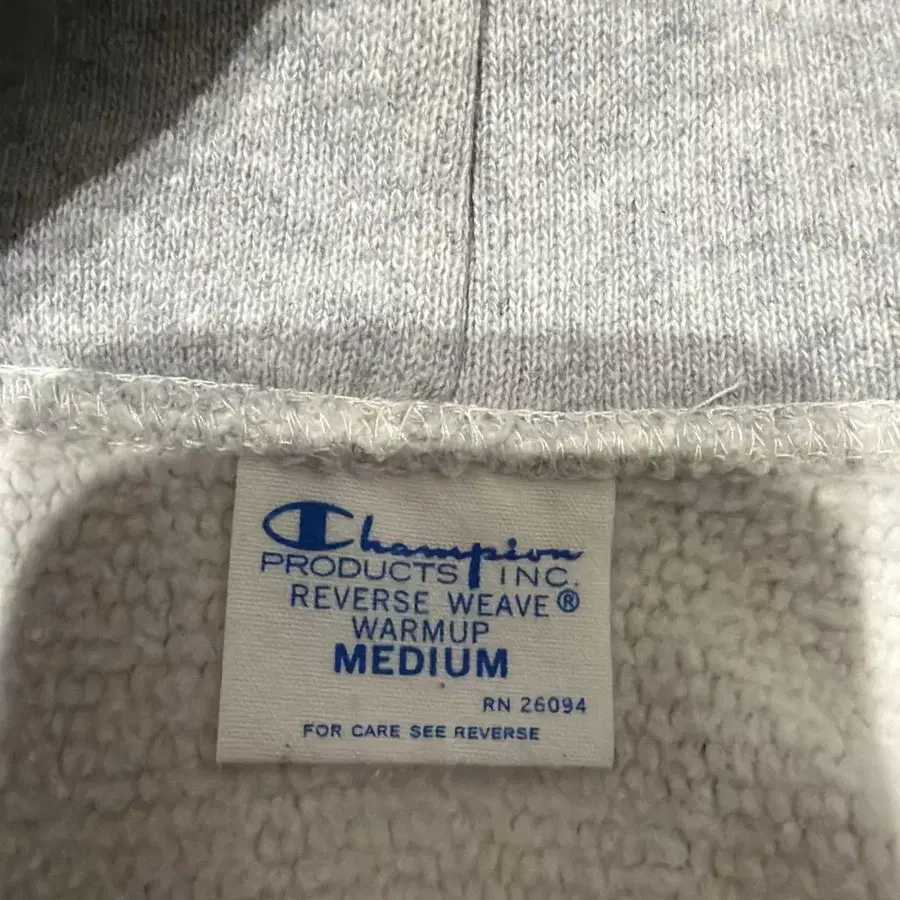 Champion
PRODUCTS INC.
REVERSE WEAVE®
WARMUP
MEDIUM
RN 26094
FOR CARE SEE REVERSE